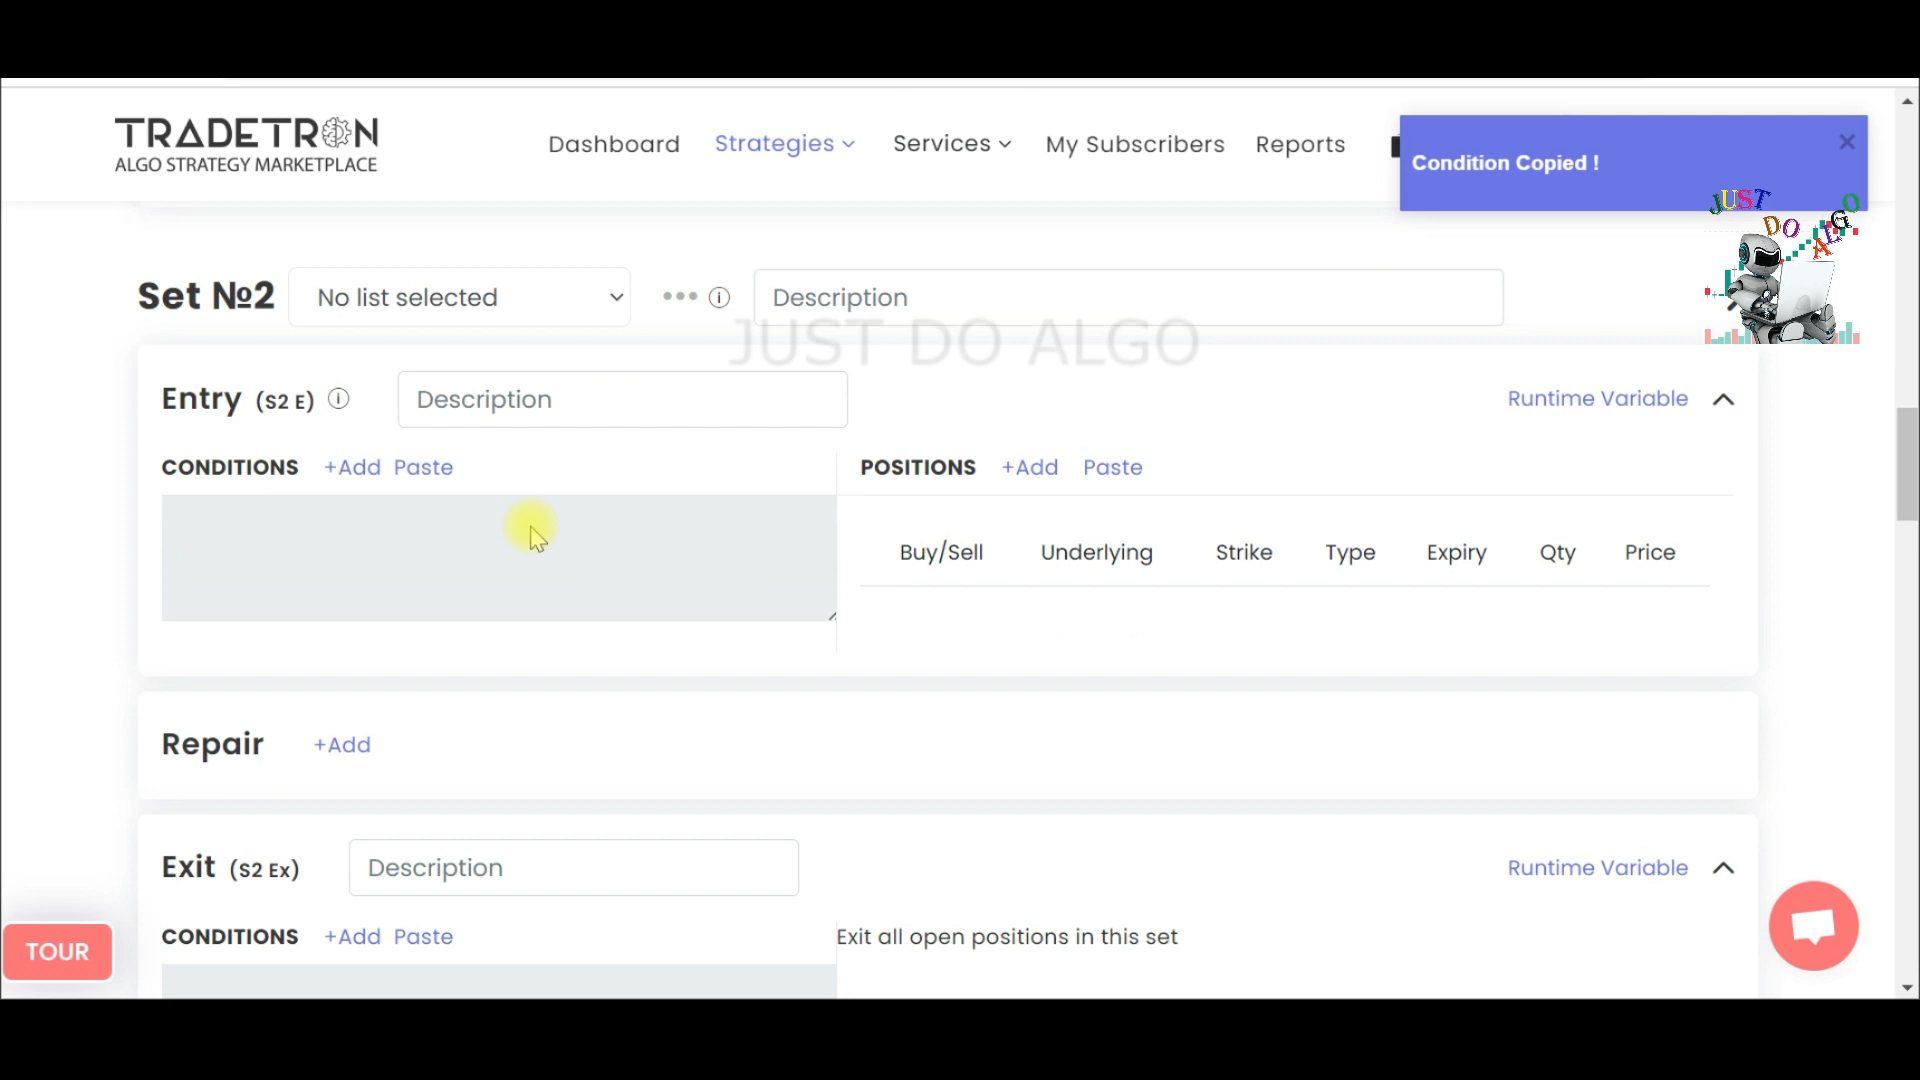 TRADETRON
ALGO STRATEGY MARKETPLACE
Dashboard Strategies Services My Subscribers Reports
Condition Copied !
JUST
DO
ALGO
Set №2 No list selected Description
JUST DO ALGO
Entry (S2 E) Description Runtime Variable
CONDITIONS +Add Paste POSITIONS +Add Paste
Buy/Sell Underlying Strike Type Expiry Qty Price
Repair +Add
Exit (S2 Ex) Description Runtime Variable
CONDITIONS +Add Paste Exit all open positions in this set
TOUR